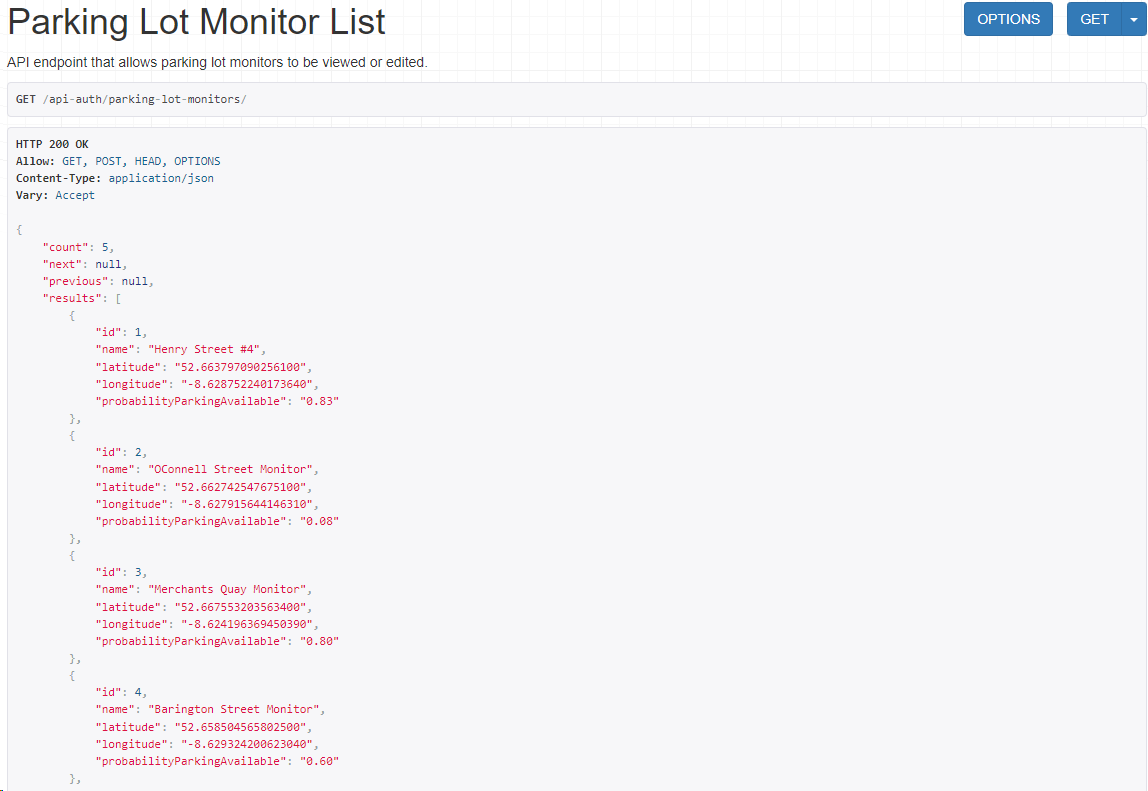 Parking Lot Monitor List
OPTIONS
GET
API endpoint that allows parking lot monitors to be viewed or edited.
GET /api-auth/parking-lot-monitors/
HTTP 200 OK
Allow: GET, POST, HEAD, OPTIONS
Content-Type: application/json
Vary: Accept
{
"count": 5,
"next": null,
"previous": null,
"results": [
{
"id": 1,
"name": "Henry Street #4",
"latitude": "52.663797090256100",
"longitude": "-8.628752240173640",
"probabilityParkingAvailable": "0.83"
},
{
"id": 2,
"name": "OConnell Street Monitor",
"latitude": "52.662742547675100",
"longitude": "-8.627915644146310",
"probabilityParkingAvailable": "0.08"
},
{
"id": 3,
"name": "Merchants Quay Monitor",
"latitude": "52.667553203563400",
"longitude": "-8.624196369450390",
"probabilityParkingAvailable": "0.80"
},
{
"id": 4,
"name": "Barington Street Monitor",
"latitude": "52.658504565802500",
"longitude": "-8.629324200623040",
"probabilityParkingAvailable": "0.60"
},